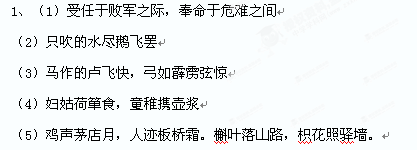 1、（1）受任于败军之际，奉命于危难之间
（2）只吹的水尽鹅飞罢
（3）马作的卢飞快，弓如霹雳弦惊
（4）妇姑荷箪食，童稚携壶浆
（5）鸡声茅店月，人迹板桥霜。槲叶落山路，枳花照驿墙。